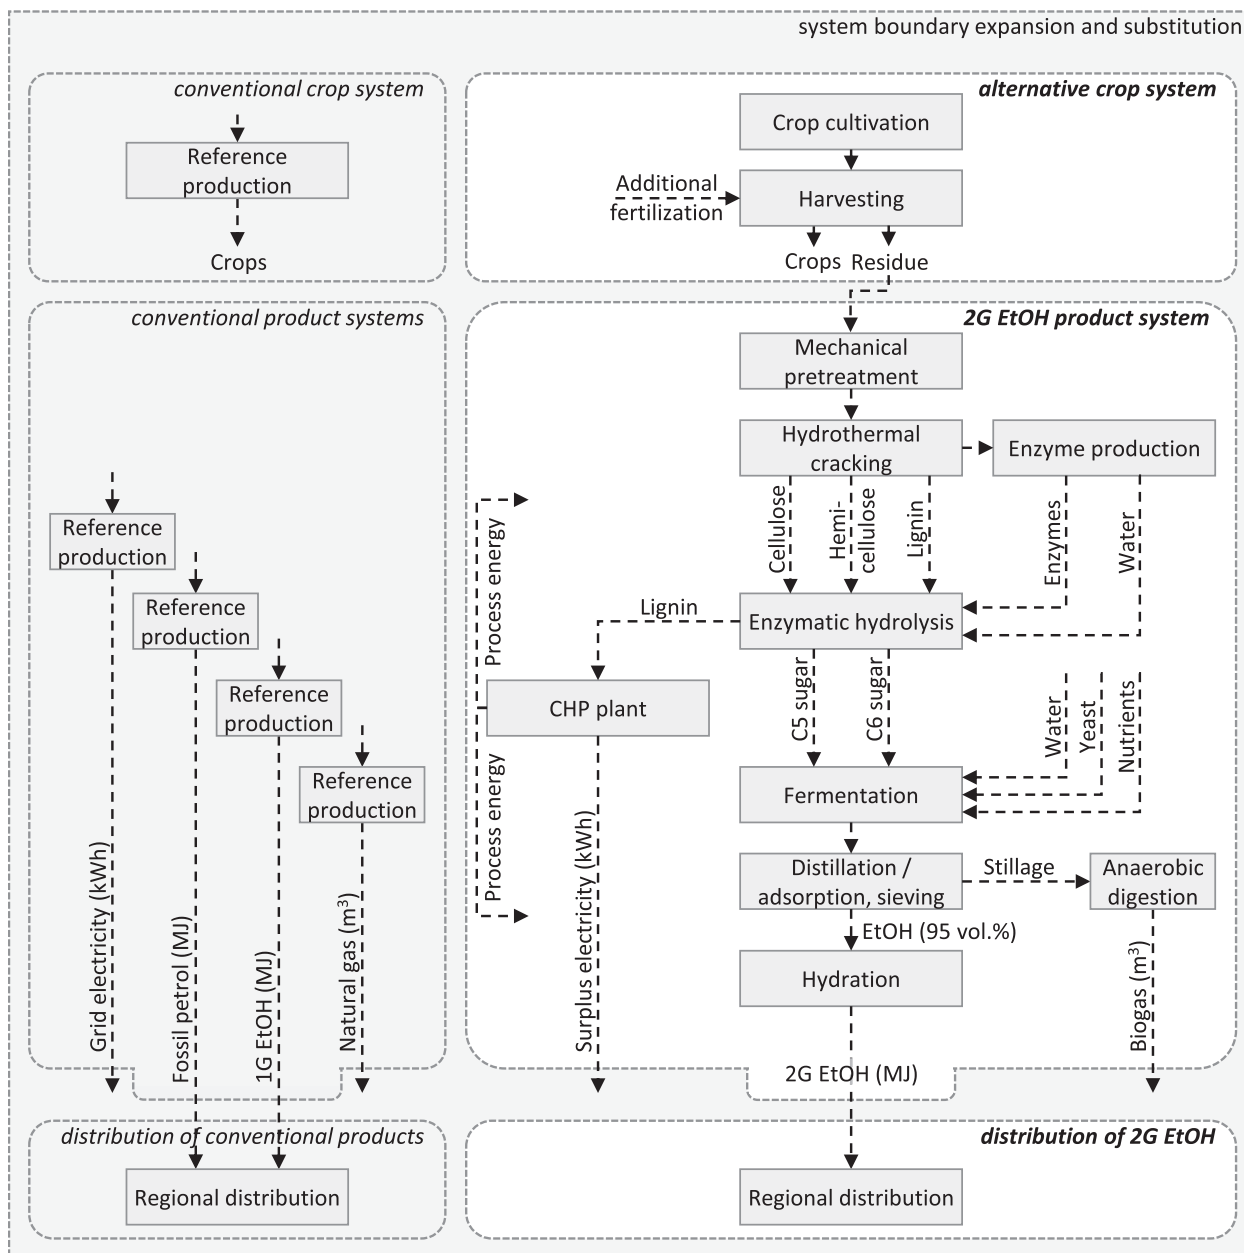 system boundary expansion and substitution
conventional crop system
Reference
production
Crops
alternative crop system
Crop cultivation
Harvesting
Additional
fertilization
Crops
Residue
conventional product systems
Reference
production
Reference
production
Reference
production
Reference
production
Grid electricity (kWh)
Fossil petrol (MJ)
1G EtOH (MJ)
Natural gas (m³)
2G EtOH product system
Mechanical
pretreatment
Hydrothermal
cracking
Enzyme production
Cellulose
Hemi-
cellulose
Lignin
Enzymes
Water
Process energy
Lignin
Enzymatic hydrolysis
CHP plant
C5 sugar
C6 sugar
Water
Yeast
Nutrients
Process energy
Fermentation
Distillation /
adsorption, sieving
Stillage
Anaerobic
digestion
EtOH (95 vol.%)
Hydration
Surplus electricity (kWh)
Biogas (m³)
2G EtOH (MJ)
distribution of conventional products
Regional distribution
distribution of 2G EtOH
Regional distribution